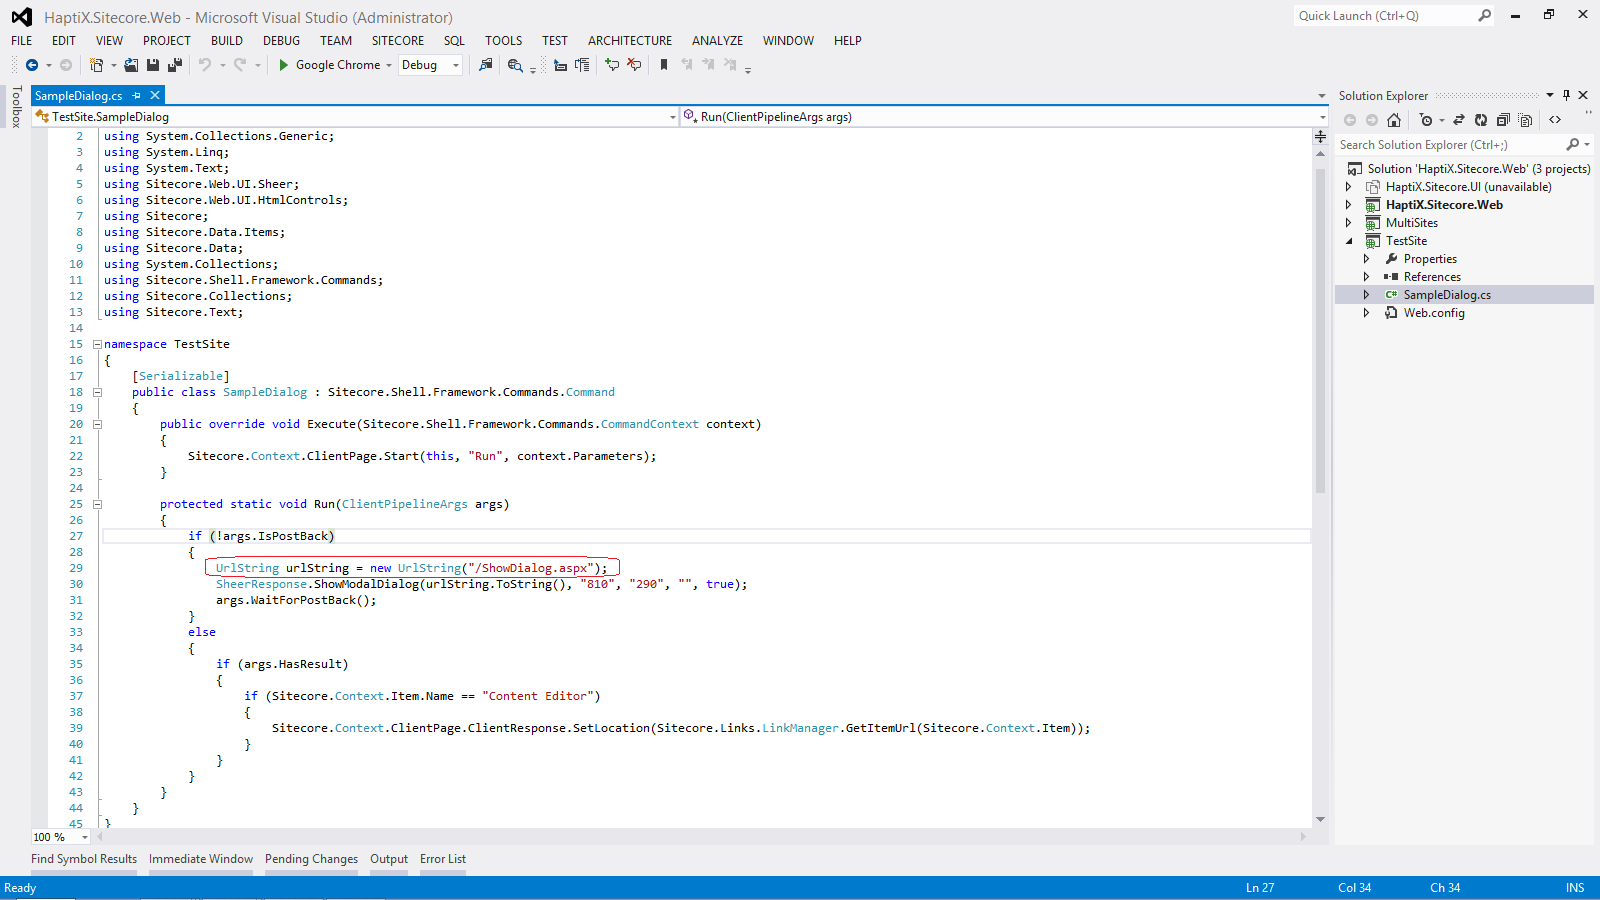 HaptiX.Sitecore.Web - Microsoft Visual Studio (Administrator)
Quick Launch (Ctrl+Q)
FILE EDIT VIEW PROJECT BUILD DEBUG TEAM SITECORE SQL TOOLS TEST ARCHITECTURE ANALYZE WINDOW HELP
Google Chrome Debug
Toolbox
SampleDialog.cs
TestSite.SampleDialog
Run(ClientPipelineArgs args)
2 using System.Collections.Generic;
3 using System.Linq;
4 using System.Text;
5 using Sitecore.Web.UI.Sheer;
6 using Sitecore.Web.UI.HtmlControls;
7 using Sitecore;
8 using Sitecore.Data.Items;
9 using Sitecore.Data;
10 using System.Collections;
11 using Sitecore.Shell.Framework.Commands;
12 using Sitecore.Collections;
13 using Sitecore.Text;
14
15 namespace TestSite
16 {
17 [Serializable]
18 public class SampleDialog : Sitecore.Shell.Framework.Commands.Command
19 {
20 public override void Execute(Sitecore.Shell.Framework.Commands.CommandContext context)
21 {
22 Sitecore.Context.ClientPage.Start(this, "Run", context.Parameters);
23 }
24
25 protected static void Run(ClientPipelineArgs args)
26 {
27 if (!args.IsPostBack)
28 {
29 UrlString urlString = new UrlString("/ShowDialog.aspx");
30 SheerResponse.ShowModalDialog(urlString.ToString(), "810", "290", "", true);
31 args.WaitForPostBack();
32 }
33 else
34 {
35 if (args.HasResult)
36 {
37 if (Sitecore.Context.Item.Name == "Content Editor")
38 {
39 Sitecore.Context.ClientPage.ClientResponse.SetLocation(Sitecore.Links.LinkManager.GetItemUrl(Sitecore.Context.Item));
40 }
41 }
42 }
43 }
44 }
45 }
100 %
Solution Explorer
Search Solution Explorer (Ctrl+;)
Solution 'HaptiX.Sitecore.Web' (3 projects)
HaptiX.Sitecore.UI (unavailable)
HaptiX.Sitecore.Web
MultiSites
TestSite
Properties
References
C# SampleDialog.cs
Web.config
Find Symbol Results Immediate Window Pending Changes Output Error List
Ready Ln 27 Col 34 Ch 34 INS